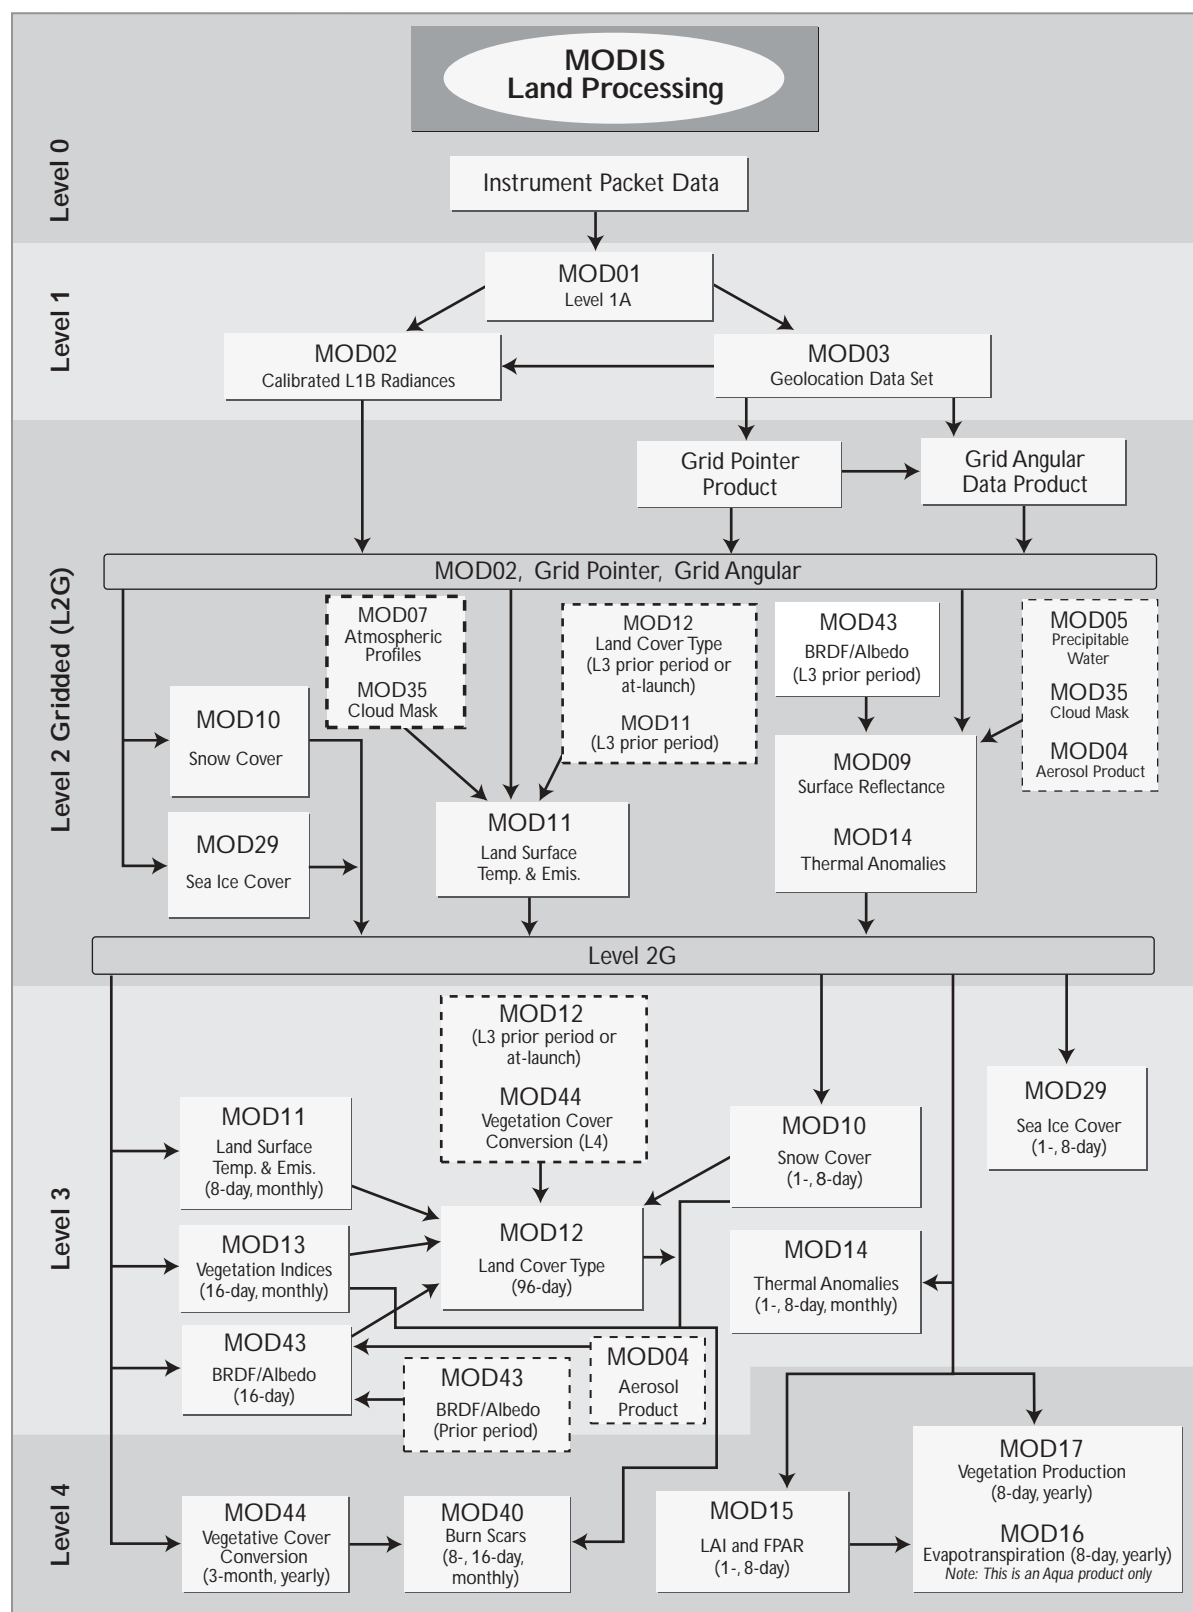 MODIS
Land Processing
Level 0
Instrument Packet Data
Level 1
MOD01
Level 1A
MOD02
Calibrated L1B Radiances
MOD03
Geolocation Data Set
Level 2 Gridded (L2G)
Grid Pointer
Product
Grid Angular
Data Product
MOD02, Grid Pointer, Grid Angular
MOD07
Atmospheric
Profiles
MOD35
Cloud Mask
MOD12
Land Cover Type
(L3 prior period or
at-launch)
MOD11
(L3 prior period)
MOD43
BRDF/Albedo
(L3 prior period)
MOD05
Precipitable
Water
MOD35
Cloud Mask
MOD04
Aerosol Product
MOD10
Snow Cover
MOD29
Sea Ice Cover
MOD11
Land Surface
Temp. & Emis.
MOD09
Surface Reflectance
MOD14
Thermal Anomalies
Level 2G
Level 3
MOD12
(L3 prior period or
at-launch)
MOD44
Vegetation Cover
Conversion (L4)
MOD29
Sea Ice Cover
(1-, 8-day)
MOD11
Land Surface
Temp. & Emis.
(8-day, monthly)
MOD10
Snow Cover
(1-, 8-day)
MOD13
Vegetation Indices
(16-day, monthly)
MOD12
Land Cover Type
(96-day)
MOD14
Thermal Anomalies
(1-, 8-day, monthly)
MOD43
BRDF/Albedo
(16-day)
MOD43
BRDF/Albedo
(Prior period)
MOD04
Aerosol
Product
Level 4
MOD44
Vegetative Cover
Conversion
(3-month, yearly)
MOD40
Burn Scars
(8-, 16-day,
monthly)
MOD15
LAI and FPAR
(1-, 8-day)
MOD17
Vegetation Production
(8-day, yearly)
MOD16
Evapotranspiration (8-day, yearly)
Note: This is an Aqua product only